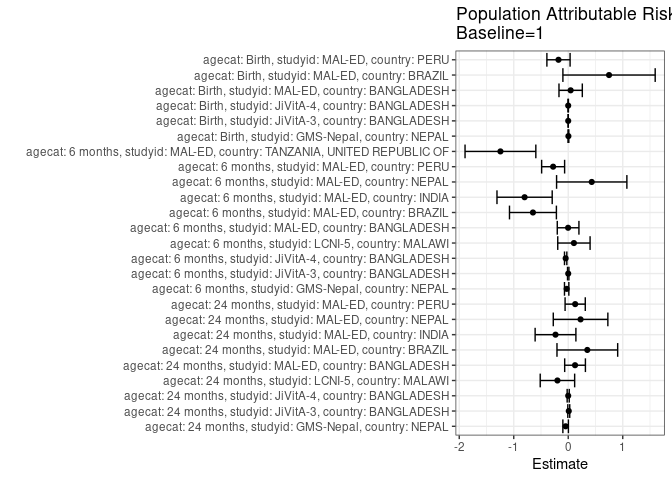 Population Attributable Risk
Baseline=1
agecat: Birth, studyid: MAL-ED, country: PERU
agecat: Birth, studyid: MAL-ED, country: BRAZIL
agecat: Birth, studyid: MAL-ED, country: BANGLADESH
agecat: Birth, studyid: JiVitA-4, country: BANGLADESH
agecat: Birth, studyid: JiVitA-3, country: BANGLADESH
agecat: Birth, studyid: GMS-Nepal, country: NEPAL
agecat: 6 months, studyid: MAL-ED, country: TANZANIA, UNITED REPUBLIC OF
agecat: 6 months, studyid: MAL-ED, country: PERU
agecat: 6 months, studyid: MAL-ED, country: NEPAL
agecat: 6 months, studyid: MAL-ED, country: INDIA
agecat: 6 months, studyid: MAL-ED, country: BRAZIL
agecat: 6 months, studyid: MAL-ED, country: BANGLADESH
agecat: 6 months, studyid: LCNI-5, country: MALAWI
agecat: 6 months, studyid: JiVitA-4, country: BANGLADESH
agecat: 6 months, studyid: JiVitA-3, country: BANGLADESH
agecat: 6 months, studyid: GMS-Nepal, country: NEPAL
agecat: 24 months, studyid: MAL-ED, country: PERU
agecat: 24 months, studyid: MAL-ED, country: NEPAL
agecat: 24 months, studyid: MAL-ED, country: INDIA
agecat: 24 months, studyid: MAL-ED, country: BRAZIL
agecat: 24 months, studyid: MAL-ED, country: BANGLADESH
agecat: 24 months, studyid: LCNI-5, country: MALAWI
agecat: 24 months, studyid: JiVitA-4, country: BANGLADESH
agecat: 24 months, studyid: JiVitA-3, country: BANGLADESH
agecat: 24 months, studyid: GMS-Nepal, country: NEPAL
-2 -1 0 1
Estimate